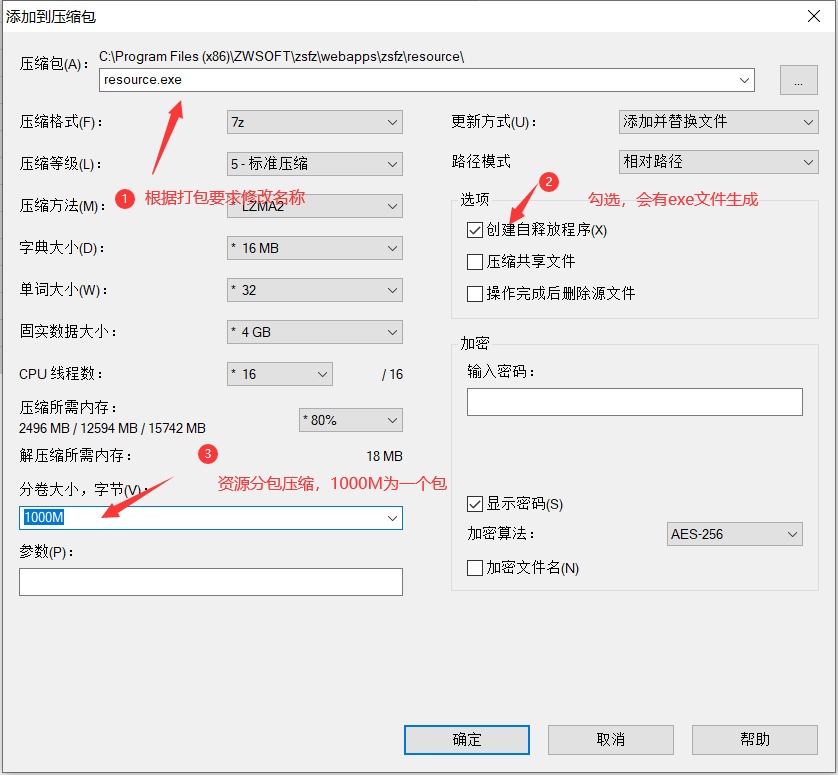 添加到压缩包
压缩包(A)：
C:\Program Files (x86)\ZWSOFT\zsfz\webapps\zsfz\resource\
resource.exe
...
压缩格式(F)：
7z
更新方式(U)：
添加并替换文件
压缩等级(L)：
5 - 标准压缩
路径模式
相对路径
压缩方法(M)：
LZMA2
1
根据打包要求修改名称
2
勾选，会有exe文件生成
选项
创建自释放程序(X)
压缩共享文件
操作完成后删除源文件
字典大小(D)：
* 16 MB
单词大小(W)：
* 32
固实数据大小：
* 4 GB
CPU 线程数：
* 16
/ 16
压缩所需内存：
2496 MB / 12594 MB / 15742 MB
* 80%
解压缩所需内存：
18 MB
3
资源分包压缩，1000M为一个包
分卷大小，字节(V)：
1000M
参数(P)：
加密
输入密码：
显示密码(S)
加密算法：
AES-256
加密文件名(N)
确定
取消
帮助